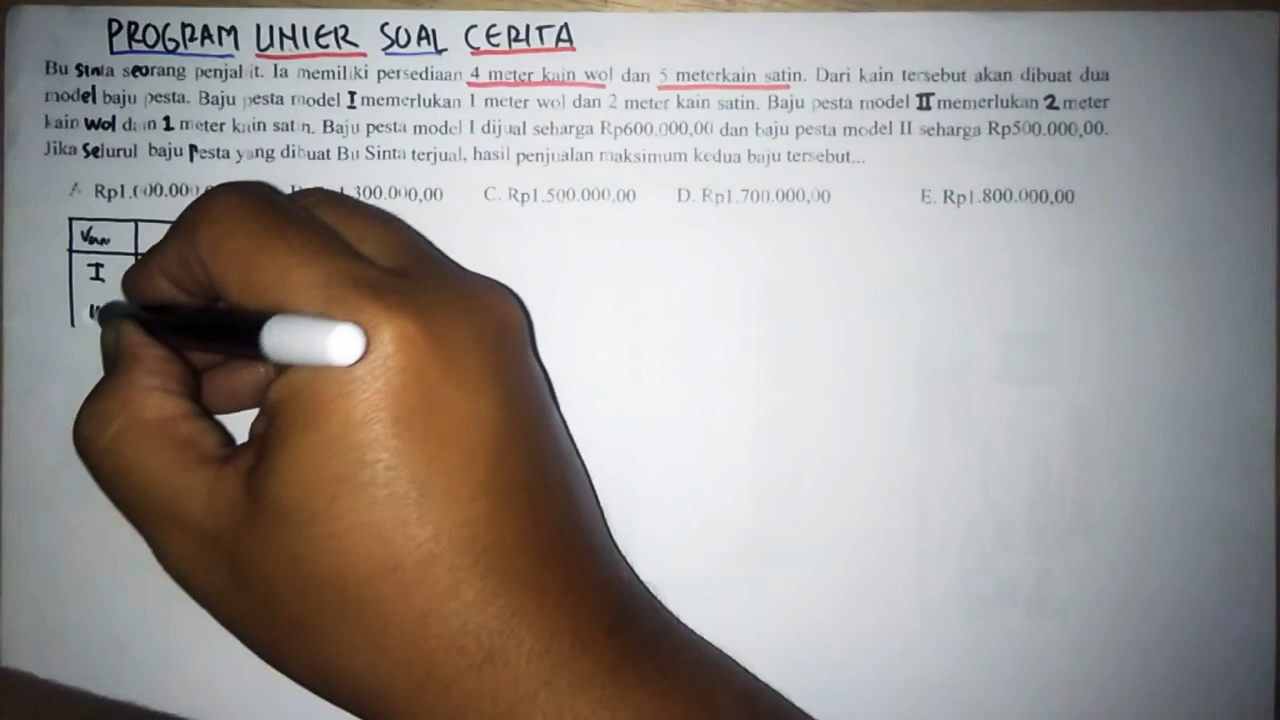 PROGRAM LINIER SOAL CERITA
Bu Sinta seorang penjahit. Ia memiliki persediaan 4 meter kain wol dan 5 meterkain satin. Dari kain tersebut akan dibuat dua
model baju pesta. Baju pesta model I memerlukan 1 meter wol dan 2 meter kain satin. Baju pesta model II memerlukan 2 meter
kain wol dan 1 meter kain satin. Baju pesta model I dijual seharga Rp600.000,00 dan baju pesta model II seharga Rp500.000,00.
Jika Seluruh baju Pesta yang dibuat Bu Sinta terjual, hasil penjualan maksimum kedua baju tersebut...
A 300.000,00 C. Rp1.500.000,00 D. Rp1.700.000,00 E. Rp1.800.000,00
I